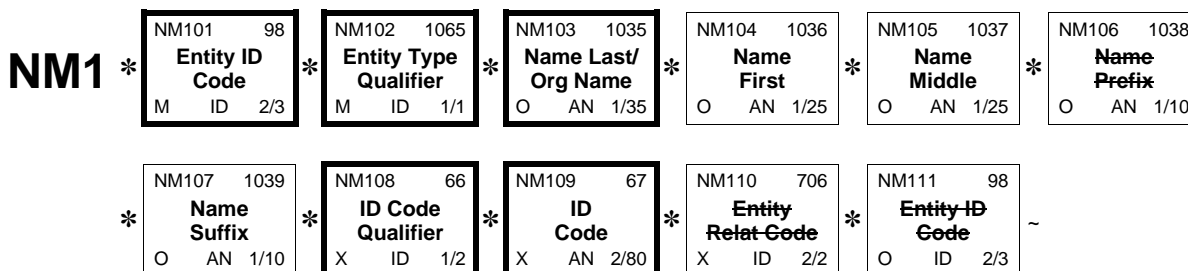 NM101 98 NM102 1065 NM103 1035 NM104 1036 NM105 1037 NM106 1038
NM1 * Entity ID Code * Entity Type Qualifier * Name Last/ Org Name * Name First * Name Middle * Name Prefix
M ID 2/3 M ID 1/1 O AN 1/35 O AN 1/25 O AN 1/25 O AN 1/10
NM107 1039 NM108 66 NM109 67 NM110 706 NM111 98
* Name Suffix * ID Code Qualifier * ID Code * Entity Relat Code * Entity ID Code ~
O AN 1/10 X ID 1/2 X AN 2/80 X ID 2/2 O ID 2/3